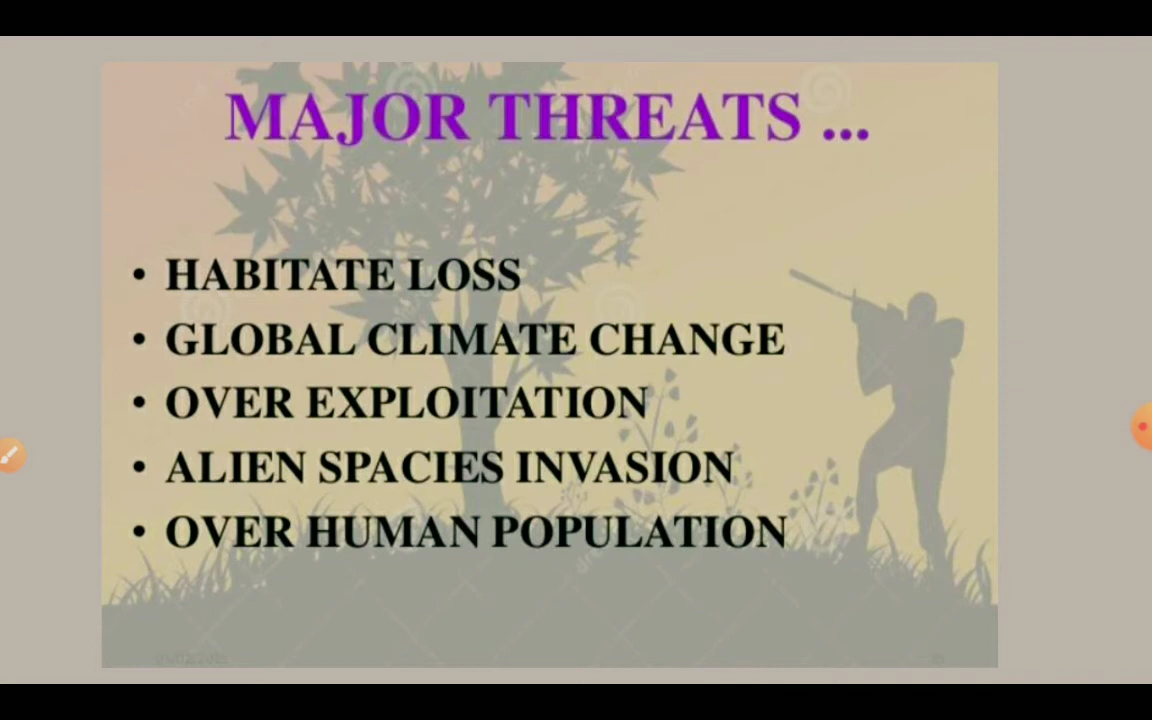 MAJOR THREATS ...
• HABITATE LOSS
• GLOBAL CLIMATE CHANGE
• OVER EXPLOITATION
• ALIEN SPACIES INVASION
• OVER HUMAN POPULATION